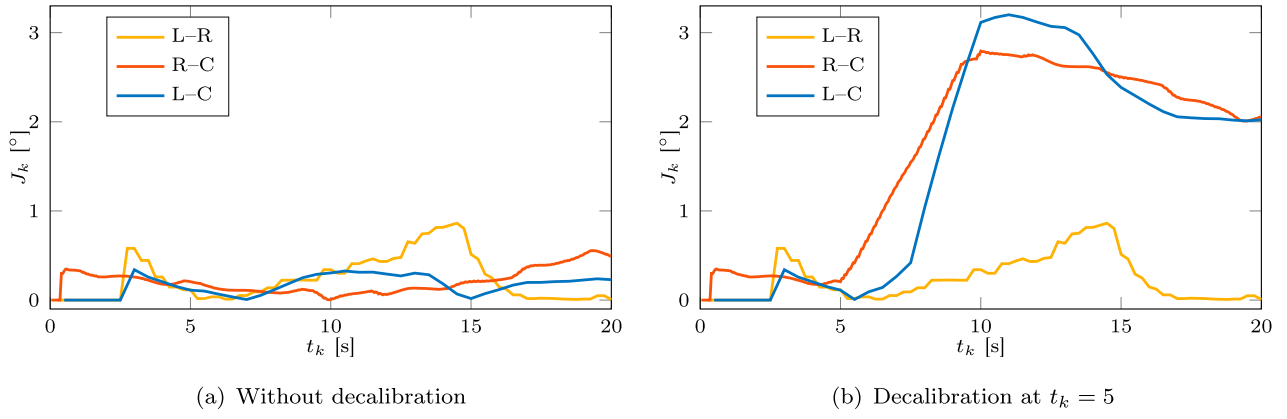 3
2
1
0
J_k [°]
L–R
R–C
L–C
0 5 10 15 20
t_k [s]
(a) Without decalibration
3
2
1
0
J_k [°]
L–R
R–C
L–C
0 5 10 15 20
t_k [s]
(b) Decalibration at t_k = 5